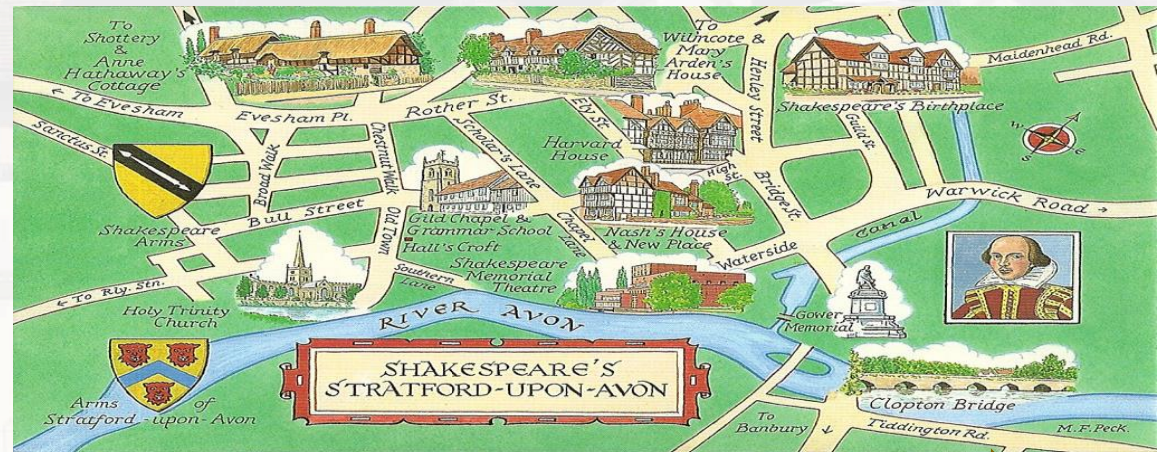 To
Shottery
&
Anne
Hathaway's
Cottage
To
Wilmcote &
Mary
Arden's
House
Henley Street
Maidenhead Rd.
Shakespeare's Birthplace
← To Evesham
Evesham Pl.
Rother St.
Ely St.
Scholar's Lane
Harvard
House
Guild St.
W
S
E
Sanctus St.
Broad Walk
Chestnut Walk
High
St.
Bridge St.
Warwick Road →
Bull Street
Old Town
Gild Chapel &
Grammar School
Hall's Croft
Chapel
Lane
Nash's House
& New Place
Waterside
Canal
Shakespeare
Arms
Southern
Lane
Shakespeare
Memorial
Theatre
← To Rly. Stn.
Holy Trinity
Church
RIVER AVON
Gower
Memorial
SHAKESPEARE'S
STRATFORD-UPON-AVON
Arms of
Stratford-upon-Avon
Clopton Bridge
To
Banbury
Tiddington Rd.
M.F.Peck.